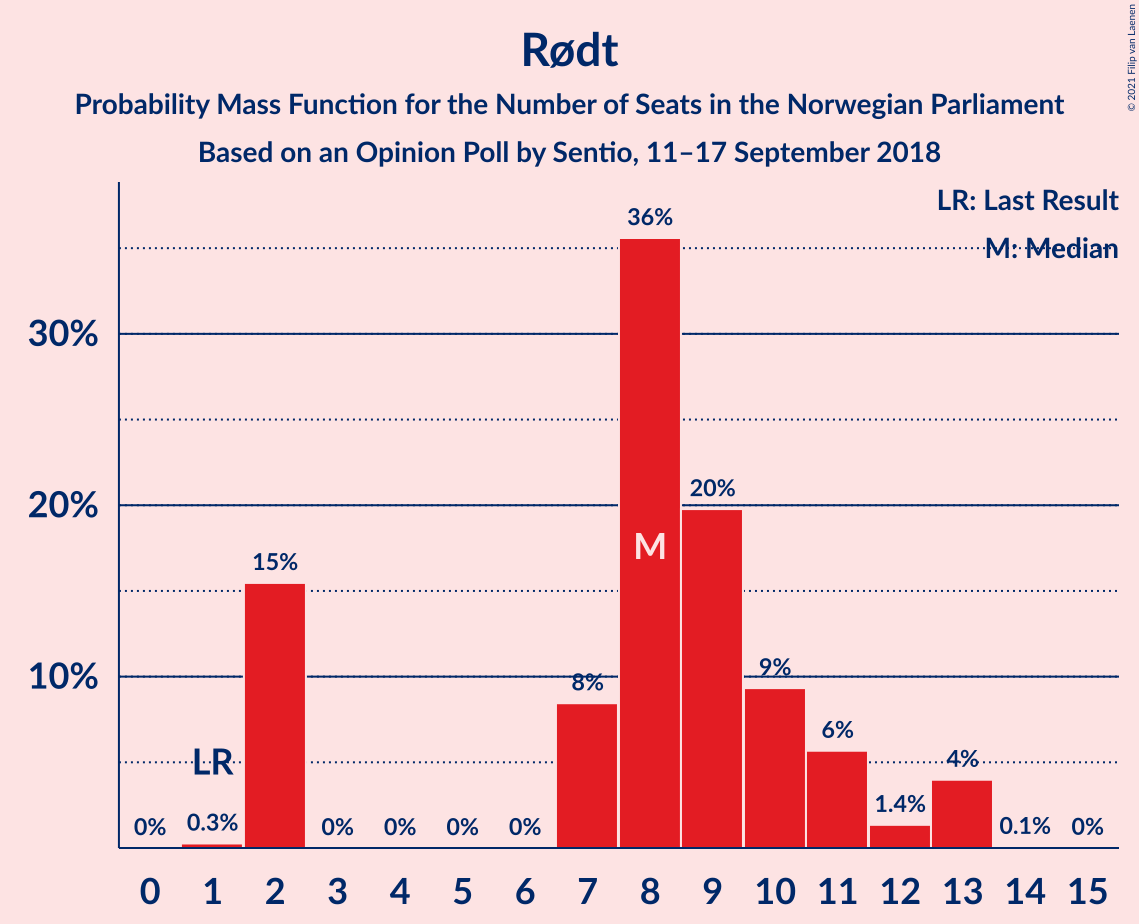 Rødt
Probability Mass Function for the Number of Seats in the Norwegian Parliament
Based on an Opinion Poll by Sentio, 11–17 September 2018
© 2021 Filip van Laenen
LR: Last Result
M: Median
36%
30%
20%
20%
M
15%
10%
9%
8%
6%
LR
4%
1.4%
0% 0.3% 0% 0% 0% 0% 0.1% 0%
0 1 2 3 4 5 6 7 8 9 10 11 12 13 14 15